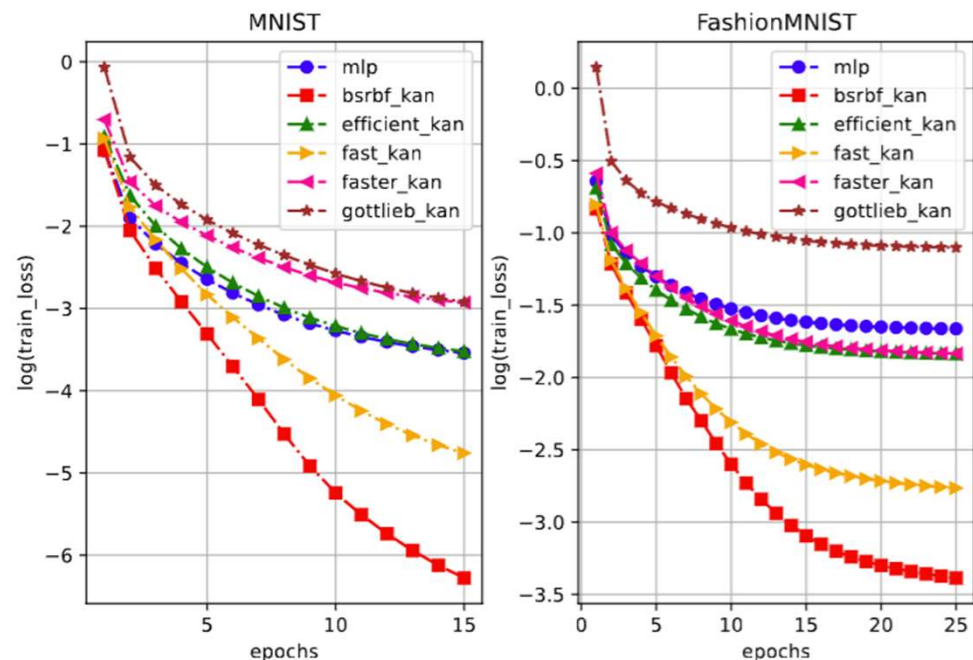 MNIST
0
−1
−2
−3
−4
−5
−6
log(train_loss)
mlp
bsrbf_kan
efficient_kan
fast_kan
faster_kan
gottlieb_kan
5
10
15
epochs
FashionMNIST
0.0
−0.5
−1.0
−1.5
−2.0
−2.5
−3.0
−3.5
log(train_loss)
mlp
bsrbf_kan
efficient_kan
fast_kan
faster_kan
gottlieb_kan
0
5
10
15
20
25
epochs